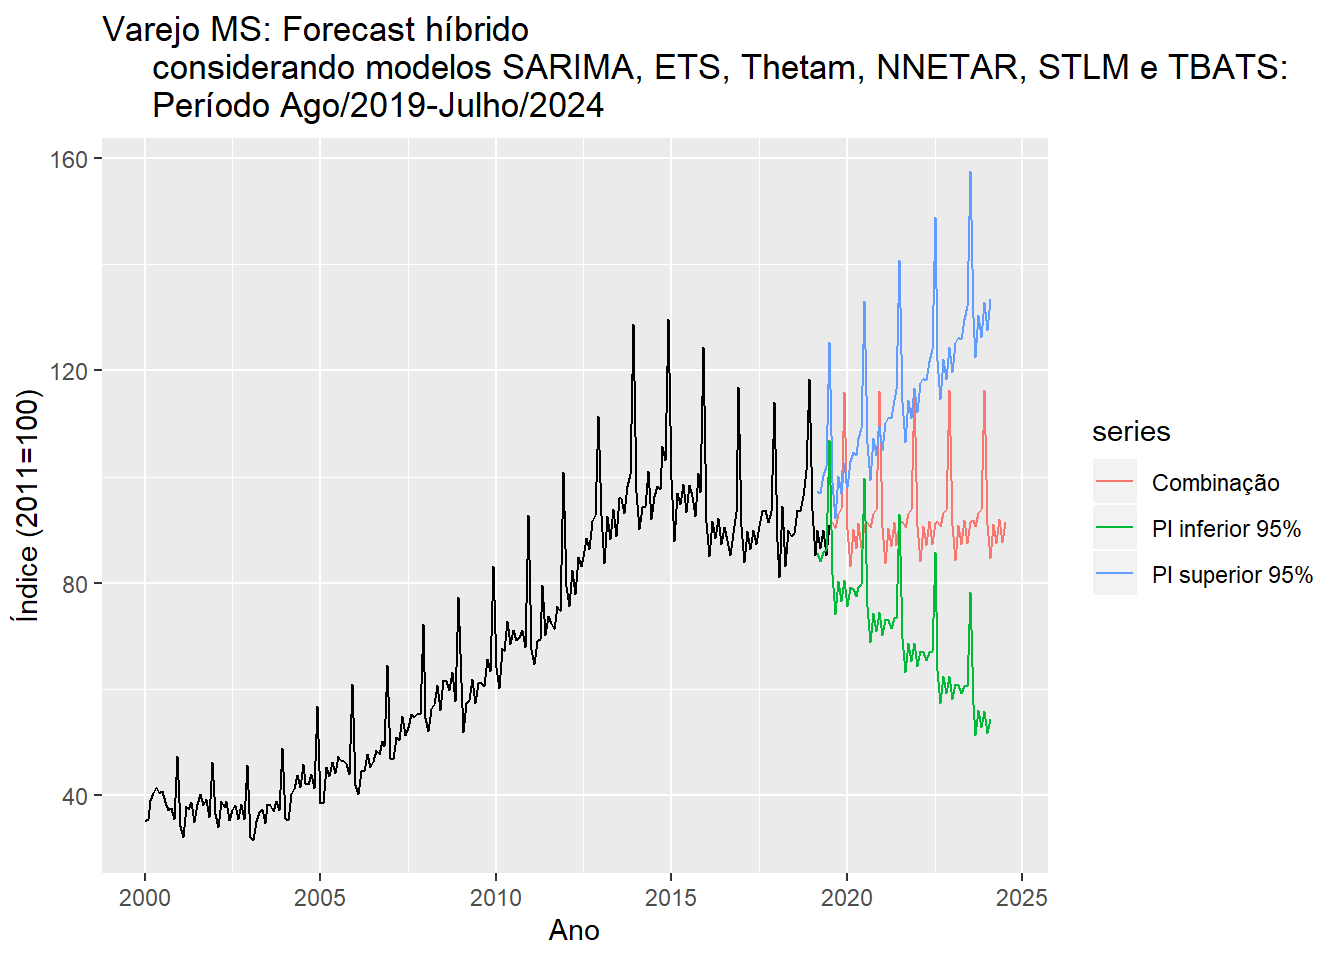 Varejo MS: Forecast híbrido
considerando modelos SARIMA, ETS, Thetam, NNETAR, STLM e TBATS:
Período Ago/2019-Julho/2024
160
120
80
40
Índice (2011=100)
2000
2005
2010
2015
2020
2025
Ano
series
Combinação
PI inferior 95%
PI superior 95%